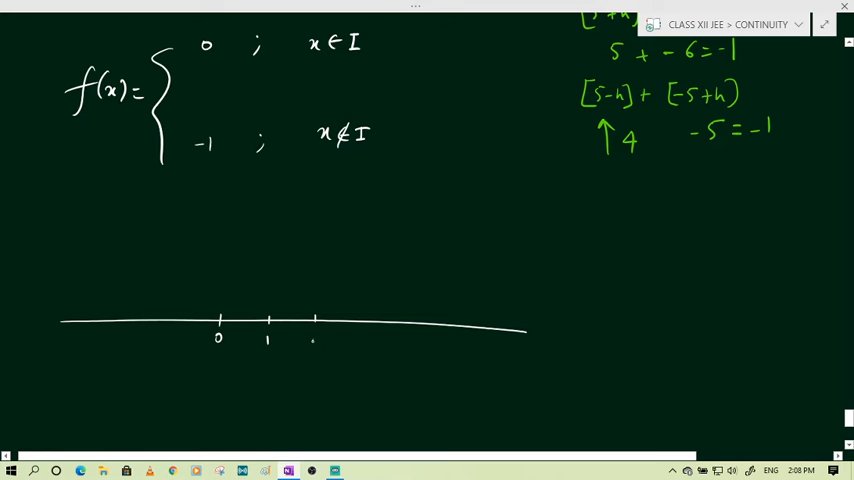 CLASS XII JEE > CONTINUITY
f(x) = { 0 ; x ∈ I
-1 ; x ∉ I
5 + - 6 = -1
[5-h] + [-5+h)
↑ 4 -5 = -1
0 1
ENG 2:08 PM